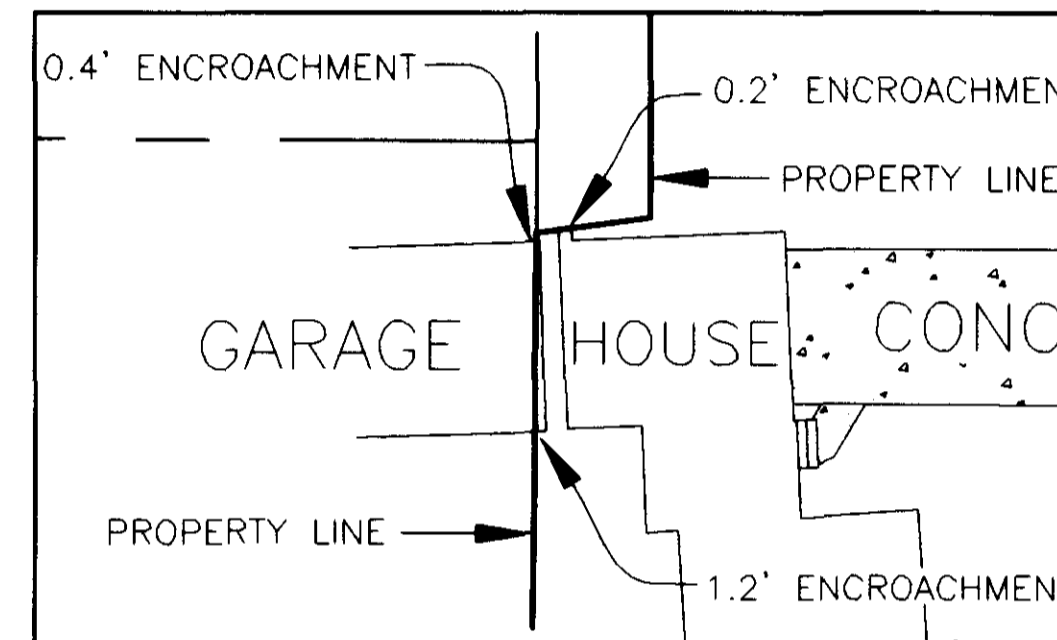 0.4' ENCROACHMENT
0.2' ENCROACHMEN
PROPERTY LINE
GARAGE
HOUSE
CONC
PROPERTY LINE
1.2' ENCROACHMEN